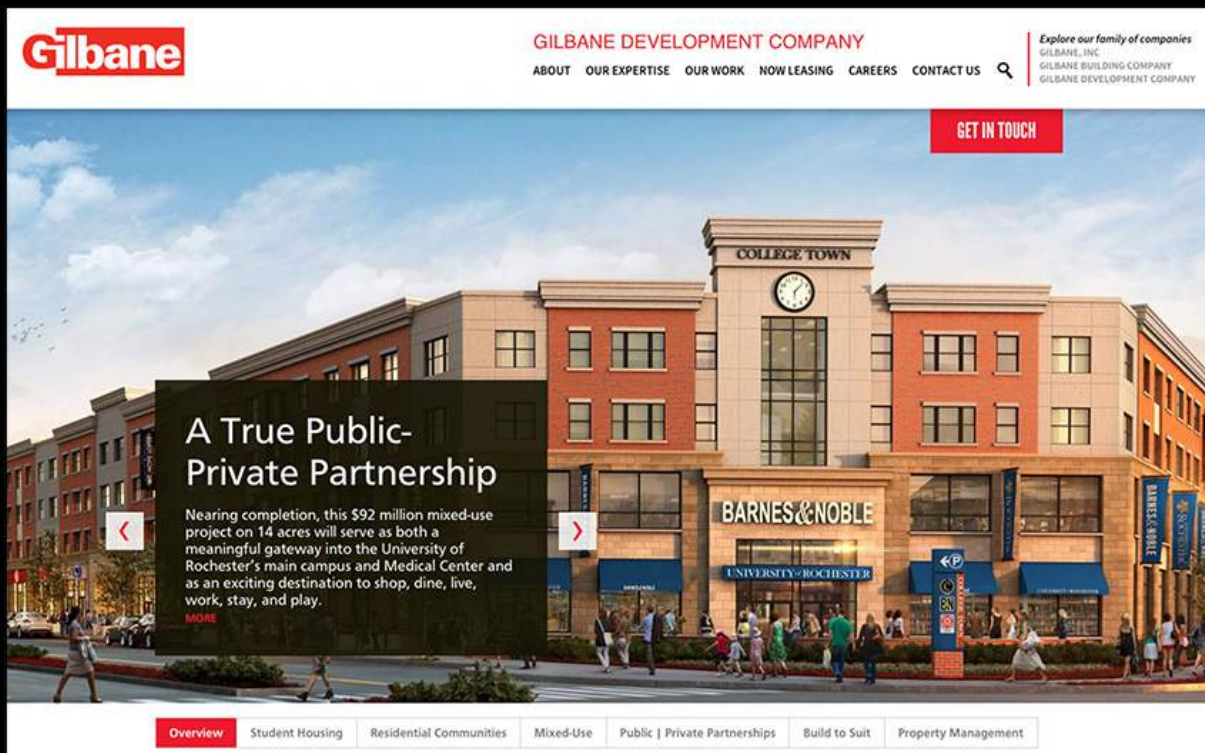 Gilbane
GILBANE DEVELOPMENT COMPANY
ABOUT OUR EXPERTISE OUR WORK NOW LEASING CAREERS CONTACT US
Explore our family of companies
GILBANE, INC
GILBANE BUILDING COMPANY
GILBANE DEVELOPMENT COMPANY
GET IN TOUCH
COLLEGE TOWN
A True Public-
Private Partnership
Nearing completion, this $92 million mixed-use
project on 14 acres will serve as both a
meaningful gateway into the University of
Rochester's main campus and Medical Center and
as an exciting destination to shop, dine, live,
work, stay, and play.
MORE
BARNES & NOBLE
UNIVERSITY of ROCHESTER
BARNES & NOBLE
ROCHESTER
P
COLLEGE TOWN
Overview Student Housing Residential Communities Mixed-Use Public | Private Partnerships Build to Suit Property Management